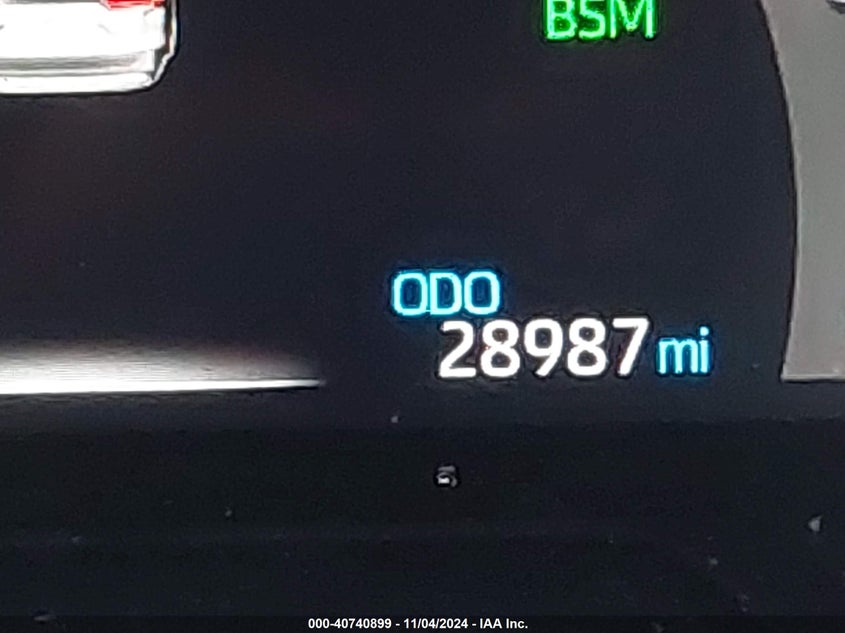 BSM
ODO
28987 mi
000-40740899 - 11/04/2024 - IAA Inc.